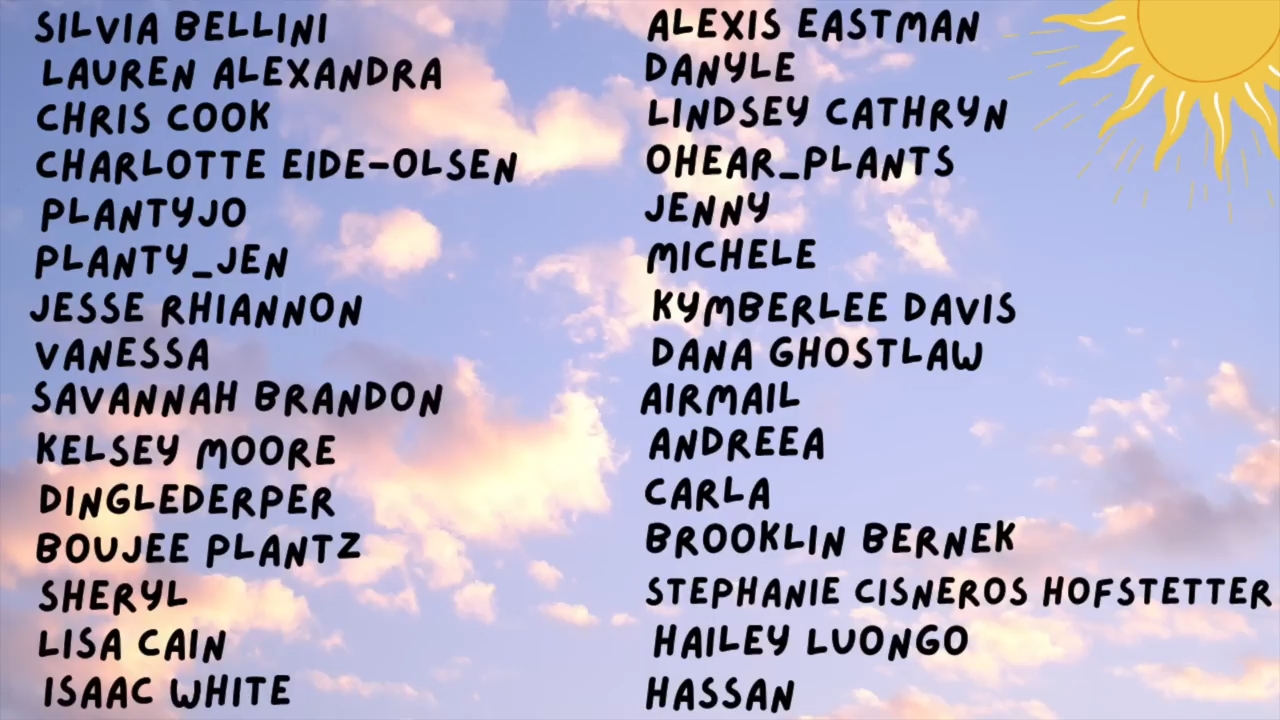 SILVIA BELLINI
LAUREN ALEXANDRA
CHRIS COOK
CHARLOTTE EIDE-OLSEN
PLANTYJO
PLANTY_JEN
JESSE RHIANNON
VANESSA
SAVANNAH BRANDON
KELSEY MOORE
DINGLEDERPER
BOUJEE PLANTZ
SHERYL
LISA CAIN
ISAAC WHITE
ALEXIS EASTMAN
DANYLE
LINDSEY CATHRYN
OHEAR_PLANTS
JENNY
MICHELE
KYMBERLEE DAVIS
DANA GHOSTLAW
AIRMAIL
ANDREEA
CARLA
BROOKLIN BERNEK
STEPHANIE CISNEROS HOFSTETTER
HAILEY LUONGO
HASSAN